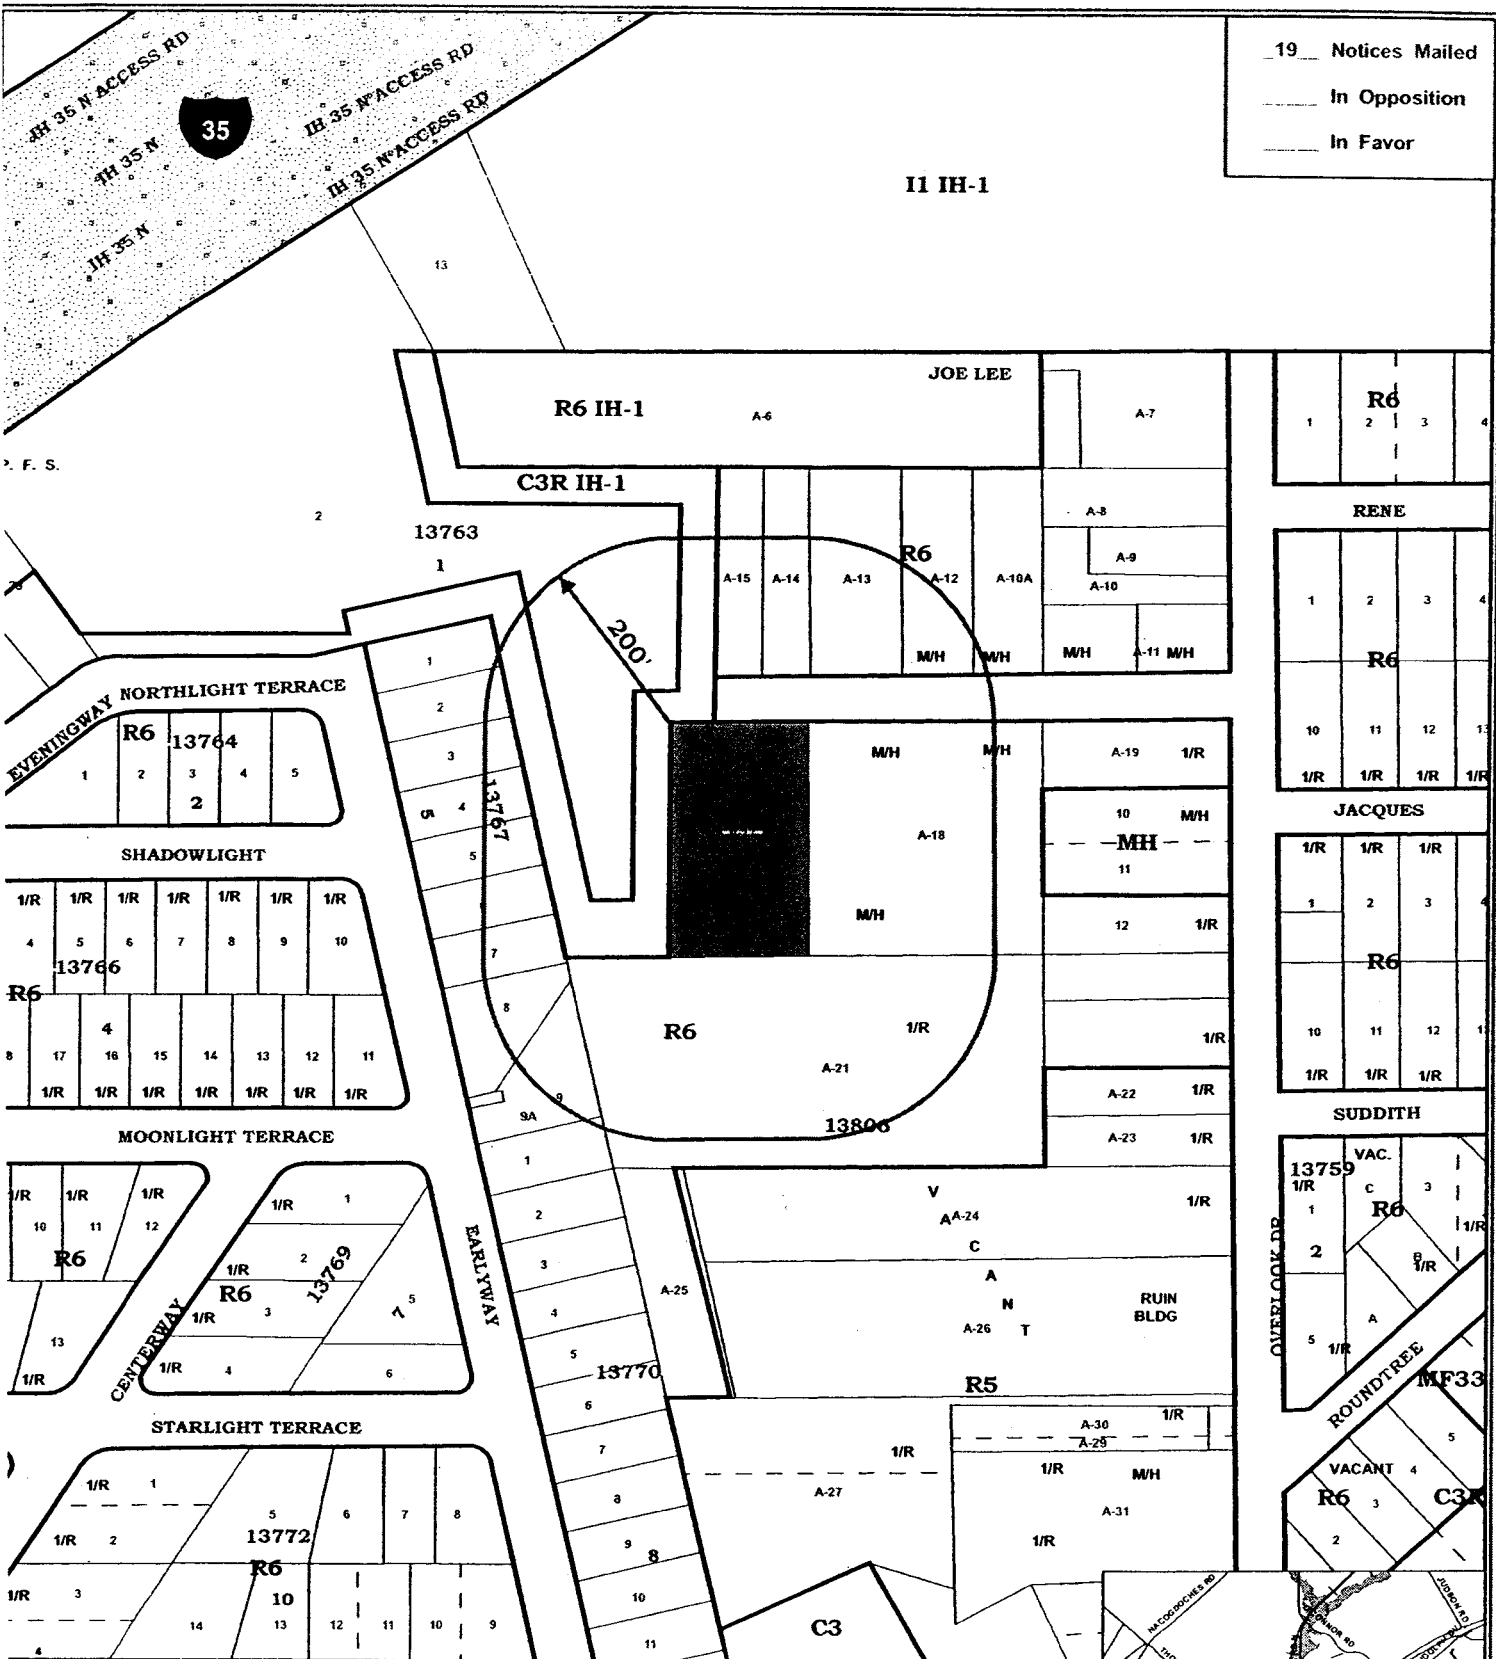 19 Notices Mailed
In Opposition
In Favor
IH 35 N ACCESS RD
IH 35 N ACCESS RD
IH 35 N ACCESS RD
IH 35 N
IH 35 N
35
I1 IH-1
13
JOE LEE
R6 IH-1
A-6
A-7
R6
1 2 3 4
P. F. S.
C3R IH-1
2
13763
1
A-8
RENE
R6
A-15 A-14 A-13 A-12 A-10A
A-9
A-10
1 2 3 4
200'
M/H M/H M/H A-11 M/H
R6
1
2
3
4
5
7
8
9
9A
5
13767
NORTHLIGHT TERRACE
EVENINGWAY
R6 13764
1 2 3 4 5
2
M/H M/H
A-19 1/R
10 11 12 13
1/R 1/R 1/R 1/R
10 M/H
MH
11
JACQUES
A-18
SHADOWLIGHT
1/R 1/R 1/R
1/R 1/R 1/R 1/R 1/R 1/R 1/R
M/H
12 1/R
1 2 3 4
4 5 6 7 8 9 10
13766
R6
R6
4
8 17 16 15 14 13 12 11
1/R 1/R 1/R 1/R 1/R 1/R 1/R
R6
1/R
A-21
1/R
10 11 12
1/R 1/R 1/R
13806
A-22 1/R
A-23 1/R
SUDDITH
MOONLIGHT TERRACE
1/R 1/R 1/R
10 11 12
R6
13
1/R
1/R 1
1/R 2
13769
R6
1/R 3
5
7
1/R 4
6
CENTERWAY
EARLYWAY
1
2
3
4
5
13770
6
7
8
9
8
10
11
V
A A-24
C
A
N
A-26 T
1/R
A-25
RUIN
BLDG
R5
OVERLOOK DR
13759
VAC.
1/R
C
3
1
R6
1/R
2
B
1/R
A
5
1/R
ROUNDTREE
MF33
STARLIGHT TERRACE
1/R 1
1/R 2
5 6 7 8
13772
R6
10
1/R 3
4
14 13 12 11 10 9
1/R
A-27
A-30 1/R
A-29
1/R M/H
A-31
1/R
5
VACANT 4
R6 3
C3R
2
C3
NACOGDOCHES RD
JUDSON RD